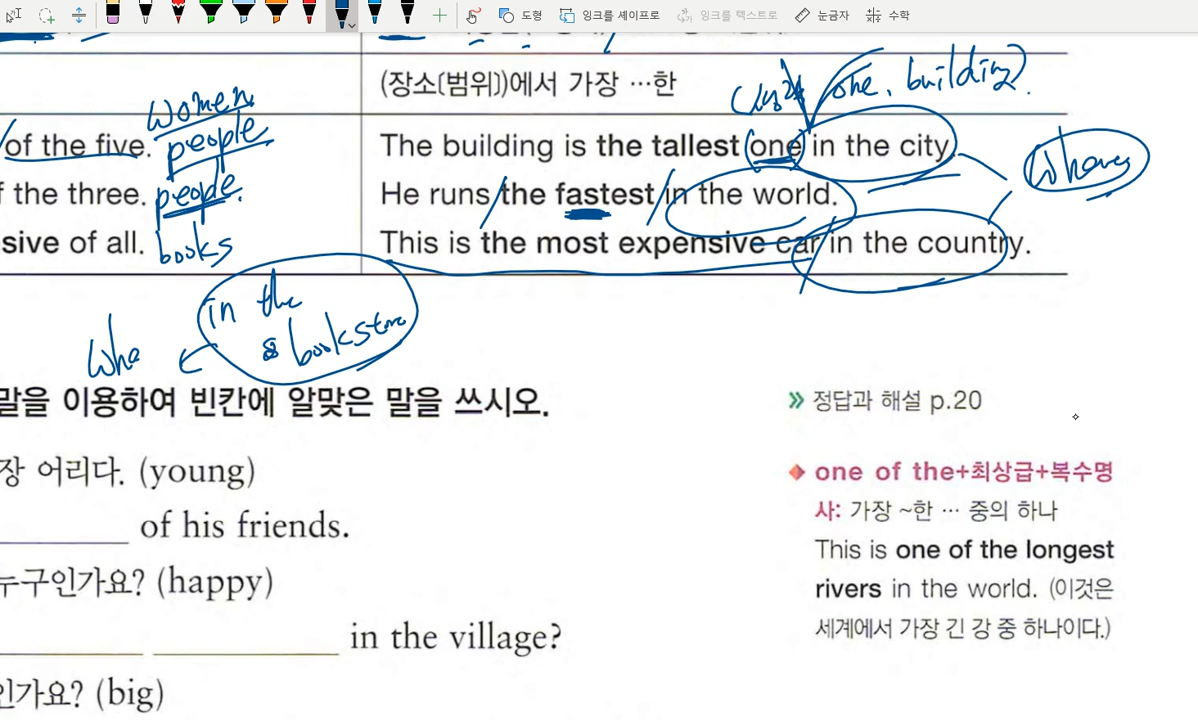 도형 잉크를 셰이프로 잉크를 텍스트로 눈금자 수학
(장소(범위))에서 가장 …한
one, building?
women
of the five. people
The building is the tallest one in the city
the three. people.
He runs the fastest in the world.
sive of all. books
This is the most expensive car in the country.
in the
bookstore
말을 이용하여 빈칸에 알맞은 말을 쓰시오.
정답과 해설 p.20
장 어리다. (young)
one of the+최상급+복수명
사: 가장 ~한 … 중의 하나
of his friends.
This is one of the longest
누구인가요? (happy)
rivers in the world. (이것은
세계에서 가장 긴 강 중 하나이다.)
in the village?
인가요? (big)